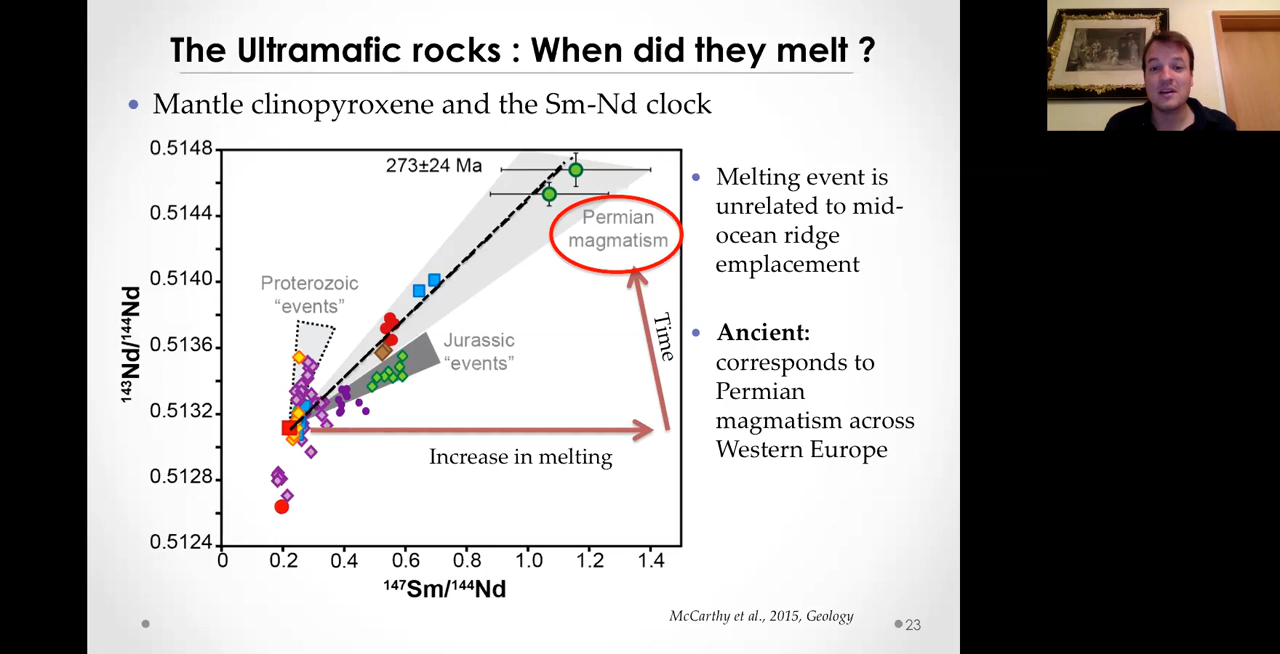 The Ultramafic rocks : When did they melt ?
• Mantle clinopyroxene and the Sm-Nd clock
0.5148
0.5144
0.5140
0.5136
0.5132
0.5128
0.5124
143Nd/144Nd
0 0.2 0.4 0.6 0.8 1.0 1.2 1.4
147Sm/144Nd
273±24 Ma
Permian
magmatism
Proterozoic
“events”
Jurassic
“events”
Time
Increase in melting
• Melting event is
unrelated to mid-
ocean ridge
emplacement
• Ancient:
corresponds to
Permian
magmatism across
Western Europe
McCarthy et al., 2015, Geology
23